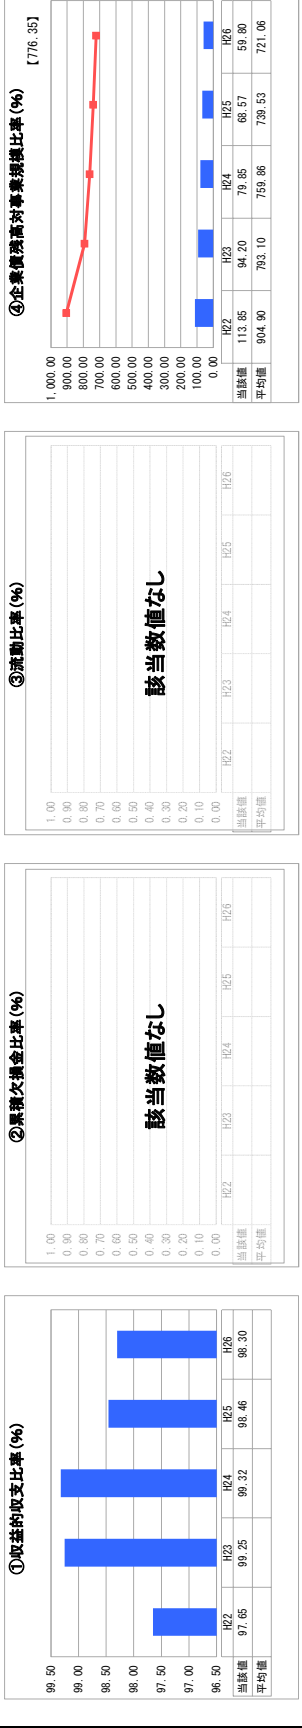 ①収益的収支比率(%)
99.50
99.00
98.50
98.00
97.50
97.00
96.50
H22 H23 H24 H25 H26
当該値 97.65 99.25 99.32 98.46 98.30
平均値
②累積欠損金比率(%)
1.00
0.90
0.80
0.70
0.60
0.50
0.40
0.30
0.20
0.10
0.00
該当数値なし
H22 H23 H24 H25 H26
当該値
平均値
③流動比率(%)
1.00
0.90
0.80
0.70
0.60
0.50
0.40
0.30
0.20
0.10
0.00
該当数値なし
H22 H23 H24 H25 H26
当該値
平均値
④企業債残高対事業規模比率(%)
【776.35】
1,000.00
900.00
800.00
700.00
600.00
500.00
400.00
300.00
200.00
100.00
0.00
H22 H23 H24 H25 H26
当該値 113.85 94.20 79.85 68.57 59.80
平均値 904.90 793.10 759.86 739.53 721.06